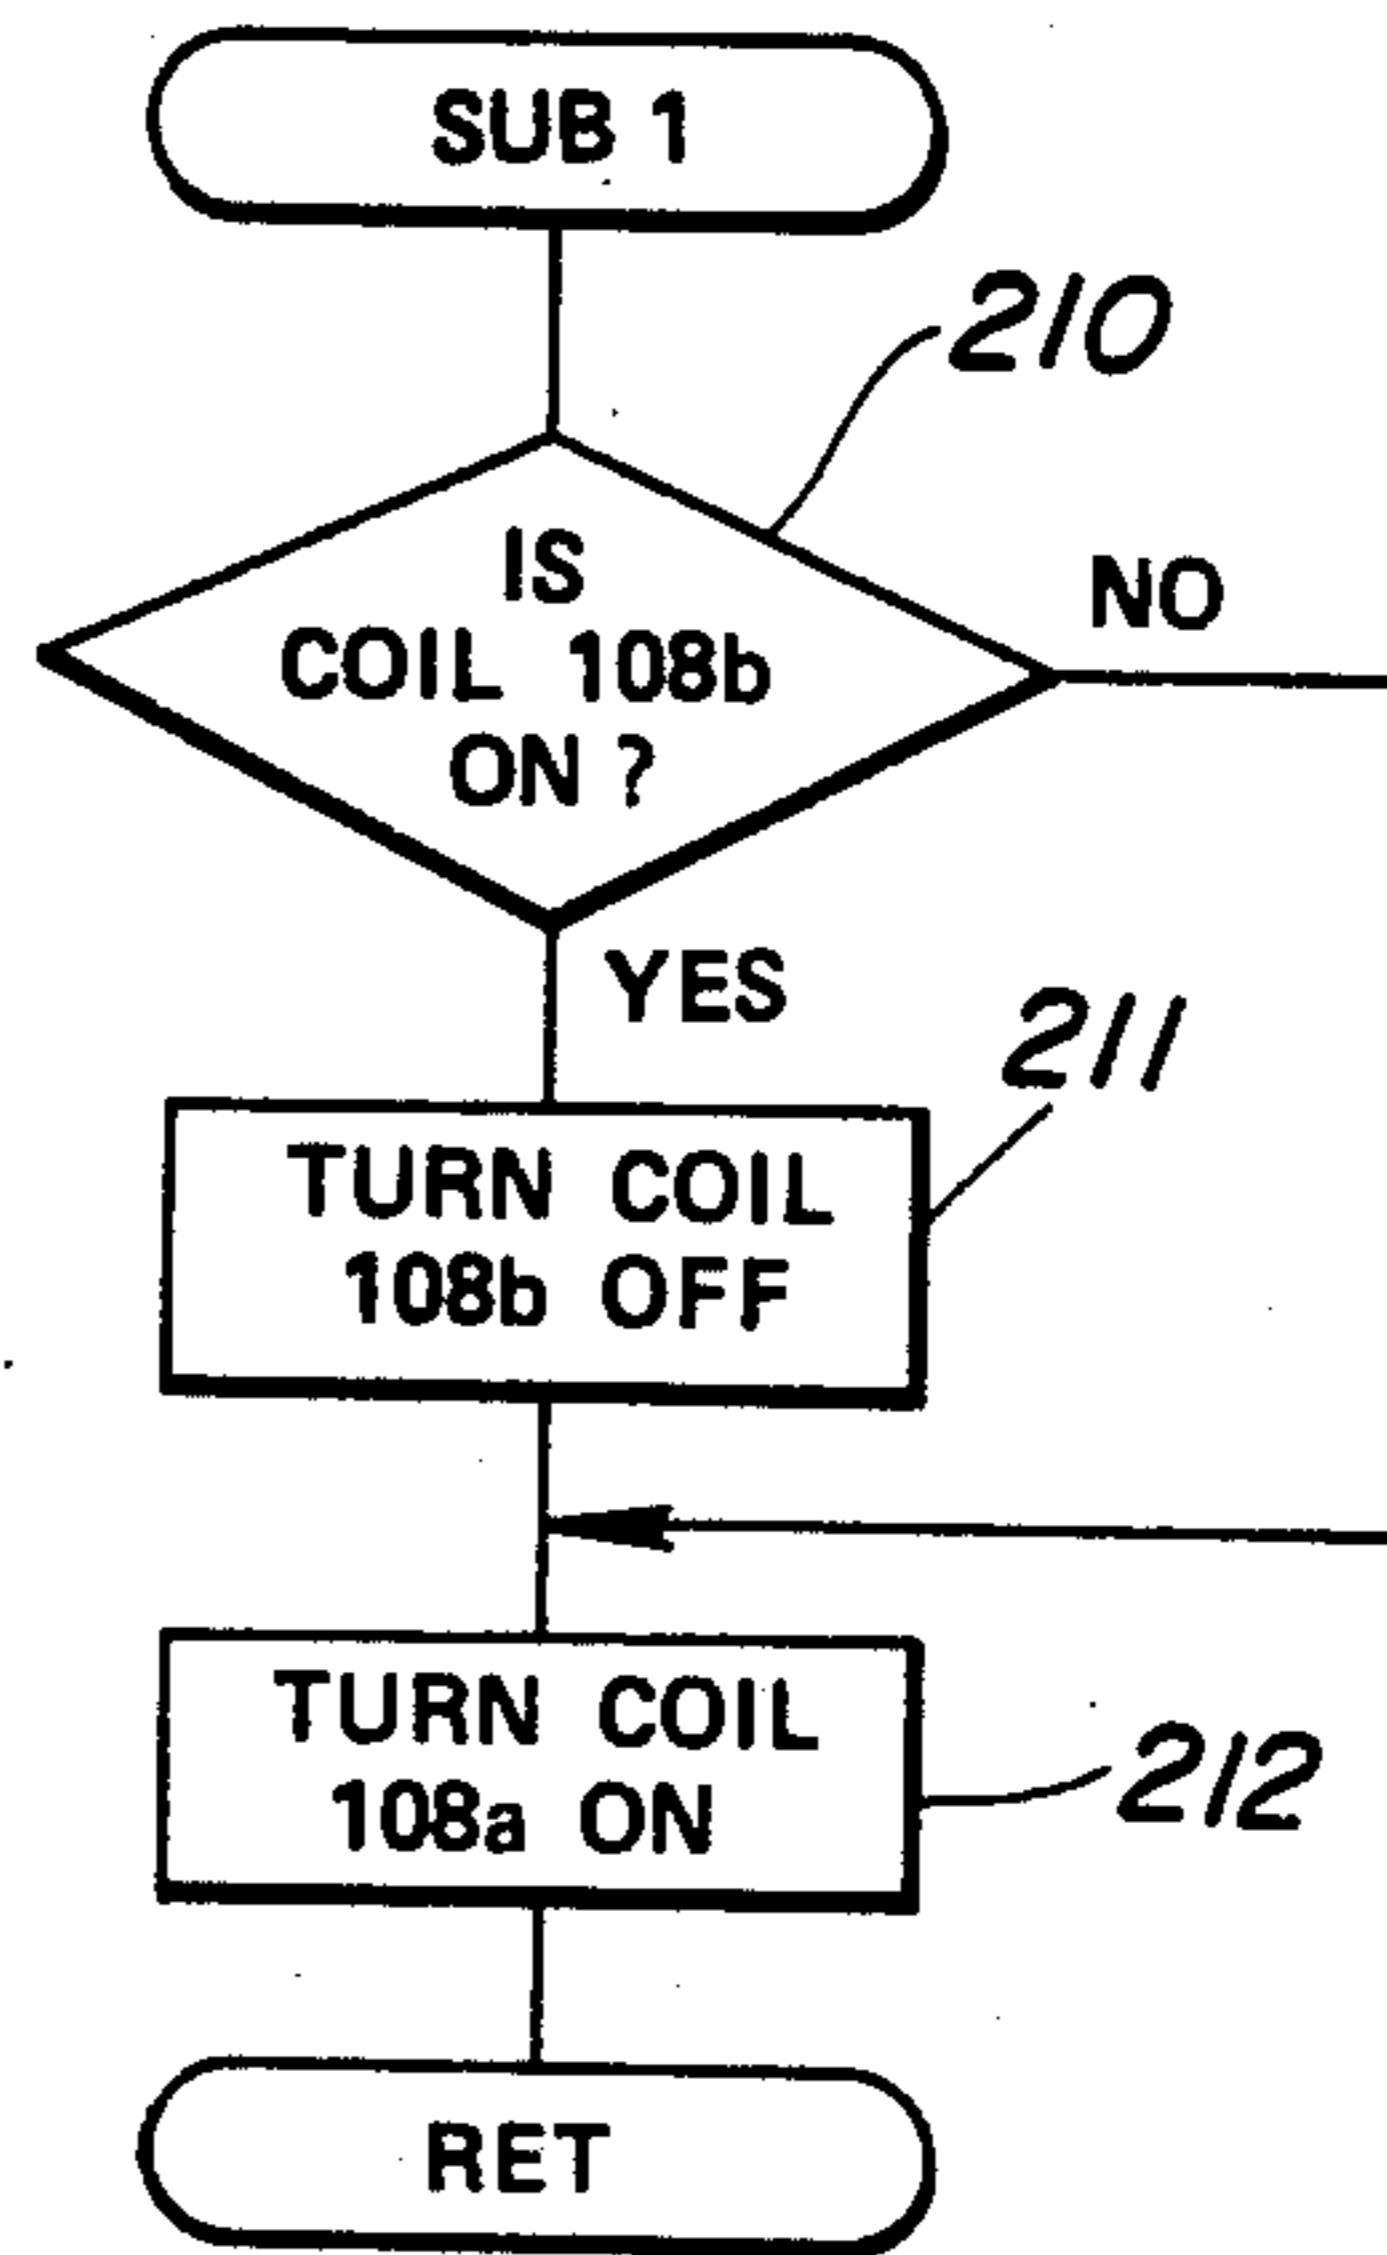 SUB 1
210
IS
COIL 108b
ON ?
NO
YES
211
TURN COIL
108b OFF
TURN COIL
108a ON
212
RET